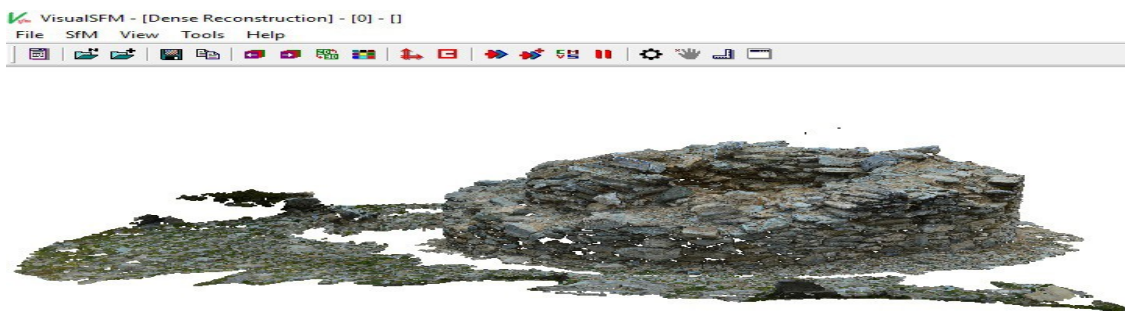 VisualSFM - [Dense Reconstruction] - [0] - []
File SfM View Tools Help